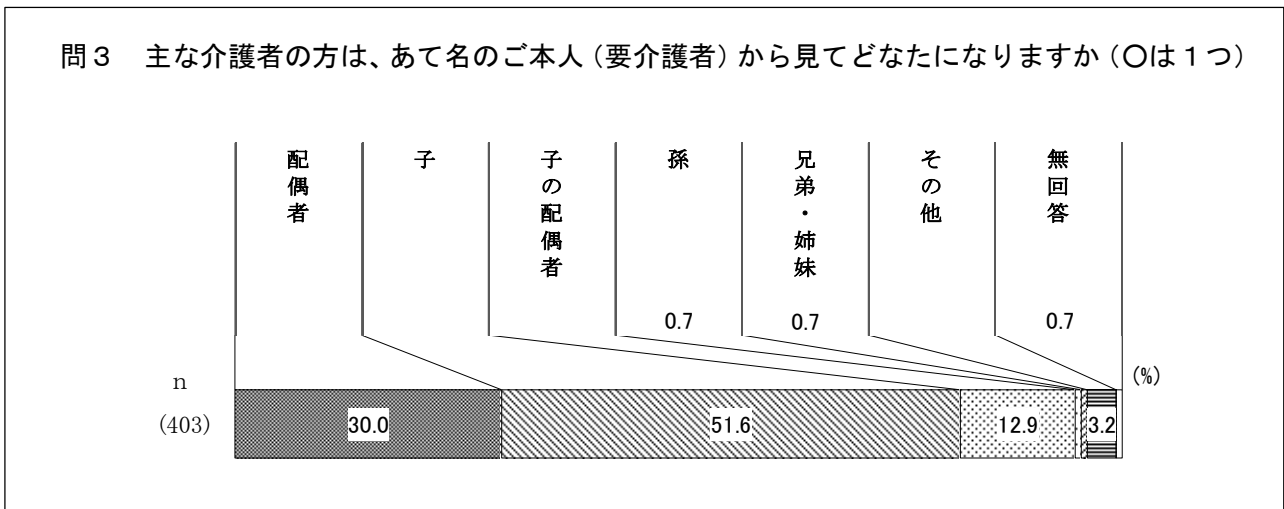 問３　主な介護者の方は、あて名のご本人（要介護者）から見てどなたになりますか（○は１つ）
配偶者
子
子の配偶者
孫
兄弟・姉妹
その他
無回答
0.7
0.7
0.7
(%)
n
(403)
30.0
51.6
12.9
3.2